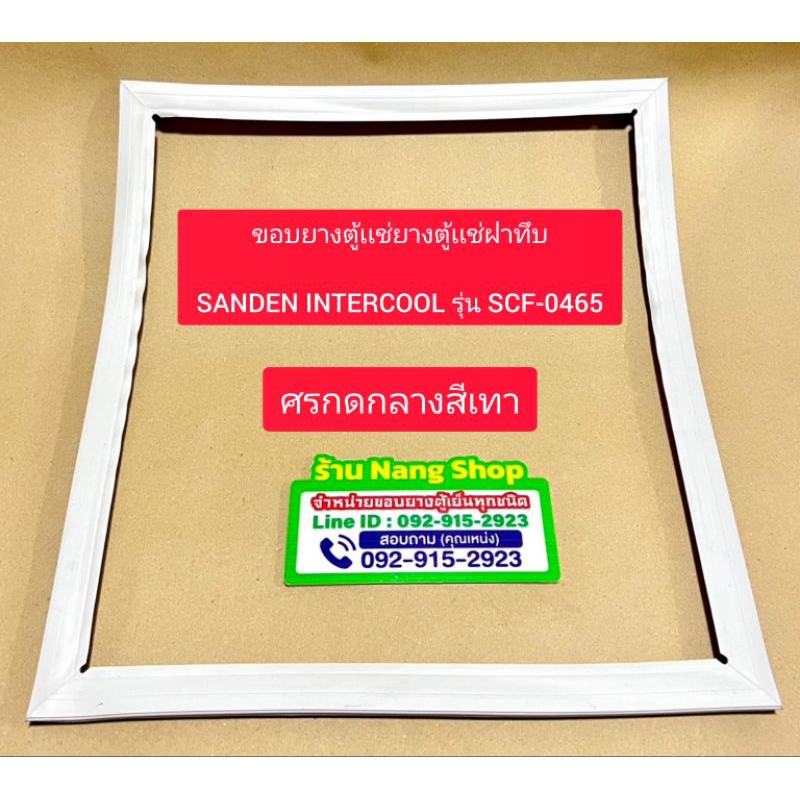 ขอบยางตู้แช่ยางตู้แช่ฝาทึบ
SANDEN INTERCOOL รุ่น SCF-0465
ศรกดกลางสีเทา
ร้าน Nang Shop
จำหน่ายขอบยางตู้เย็นทุกชนิด
Line ID : 092-915-2923
สอบถาม (คุณเหน่ง)
092-915-2923